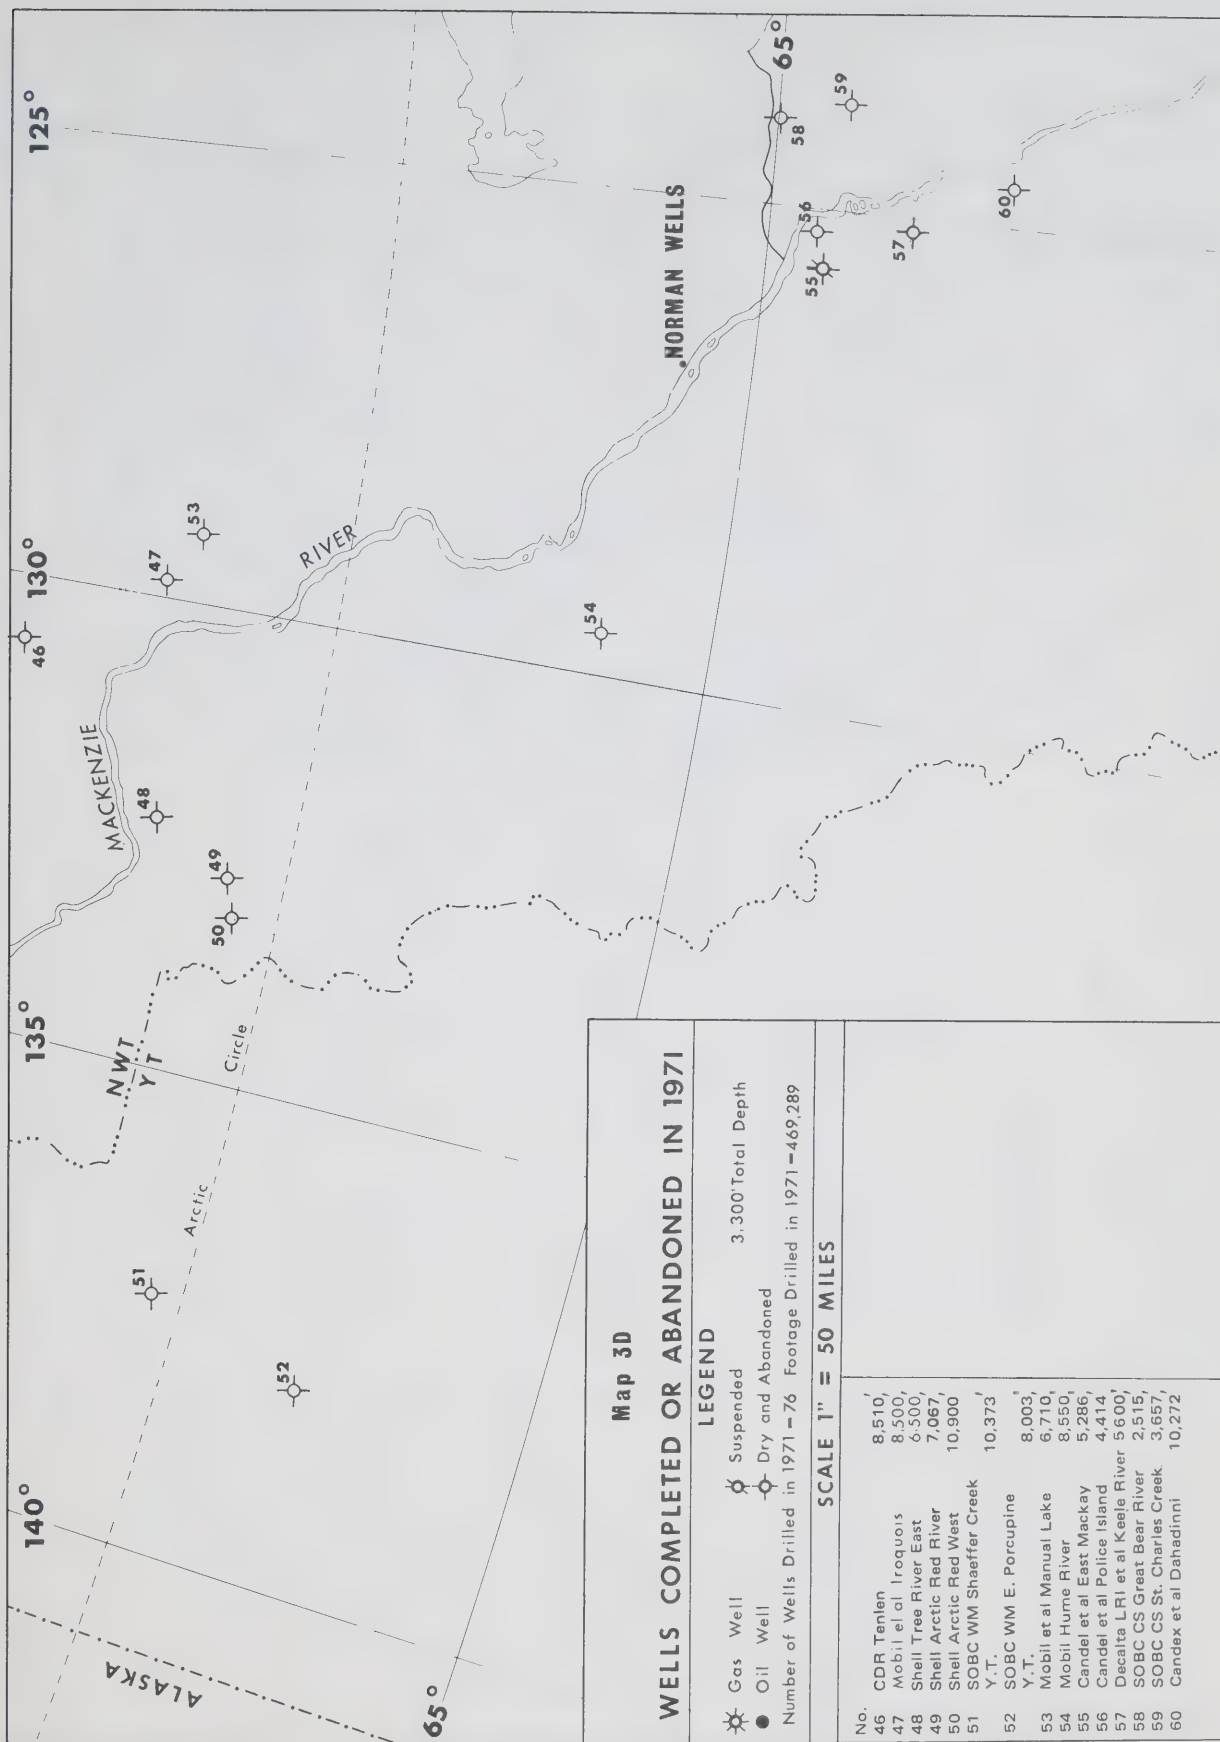 125°
130°
135°
140°
46
47
53
48
49
50
51
52
54
55
56
57
58
59
60
MACKENZIE
RIVER
NWT
Y T
Arctic
Circle
NORMAN WELLS
ALASKA
65°
65°
Map 3D
WELLS COMPLETED OR ABANDONED IN 1971
LEGEND
Gas Well
Suspended
3,300' Total Depth
Oil Well
Dry and Abandoned
Number of Wells Drilled in 1971 – 76 Footage Drilled in 1971 – 469,289
SCALE 1" = 50 MILES
No.
46 CDR Tenlen 8,510'
47 Mobil el al Iroquois 8,500'
48 Shell Tree River East 6,500'
49 Shell Arctic Red River 7,067'
50 Shell Arctic Red West 10,900'
51 SOBC WM Shaeffer Creek
Y.T. 10,373'
52 SOBC WM E. Porcupine
Y.T. 8,003'
53 Mobil et al Manual Lake 6,710'
54 Mobil Hume River 8,550'
55 Candel et al East Mackay 5,286'
56 Candel et al Police Island 4,414'
57 Decalta LRI et al Keele River 5600'
58 SOBC CS Great Bear River 2,515'
59 SOBC CS St. Charles Creek 3,657'
60 Candex et al Dahadinni 10,272'